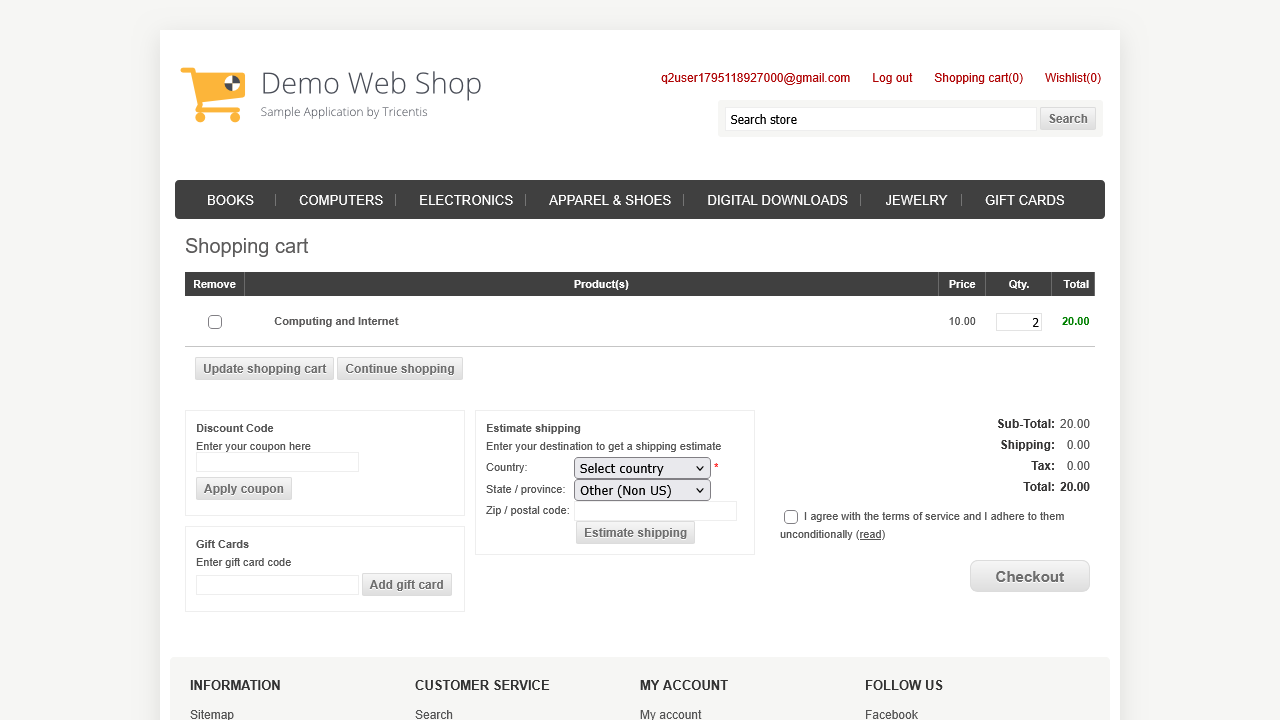 Demo Web Shop
Sample Application by Tricentis
q2user1795118927000@gmail.com Log out Shopping cart(0) Wishlist(0)
Search store Search
BOOKS COMPUTERS ELECTRONICS APPAREL & SHOES DIGITAL DOWNLOADS JEWELRY GIFT CARDS
Shopping cart
Remove Product(s) Price Qty. Total
Computing and Internet 10.00 2 20.00
Update shopping cart Continue shopping
Discount Code
Enter your coupon here
Apply coupon
Gift Cards
Enter gift card code
Add gift card
Estimate shipping
Enter your destination to get a shipping estimate
Country: Select country *
State / province: Other (Non US)
Zip / postal code:
Estimate shipping
Sub-Total: 20.00
Shipping: 0.00
Tax: 0.00
Total: 20.00
I agree with the terms of service and I adhere to them
unconditionally (read)
Checkout
INFORMATION CUSTOMER SERVICE MY ACCOUNT FOLLOW US
Sitemap Search My account Facebook